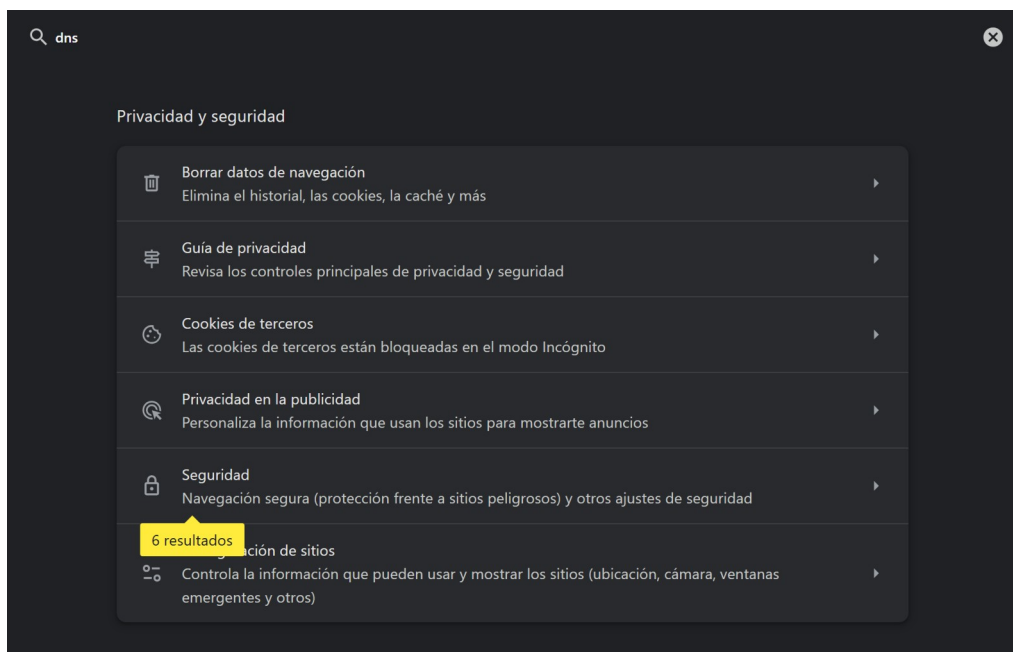 dns
Privacidad y seguridad
Borrar datos de navegación
Elimina el historial, las cookies, la caché y más
Guía de privacidad
Revisa los controles principales de privacidad y seguridad
Cookies de terceros
Las cookies de terceros están bloqueadas en el modo Incógnito
Privacidad en la publicidad
Personaliza la información que usan los sitios para mostrarte anuncios
Seguridad
Navegación segura (protección frente a sitios peligrosos) y otros ajustes de seguridad
6 resultados
ción de sitios
Controla la información que pueden usar y mostrar los sitios (ubicación, cámara, ventanas
emergentes y otros)